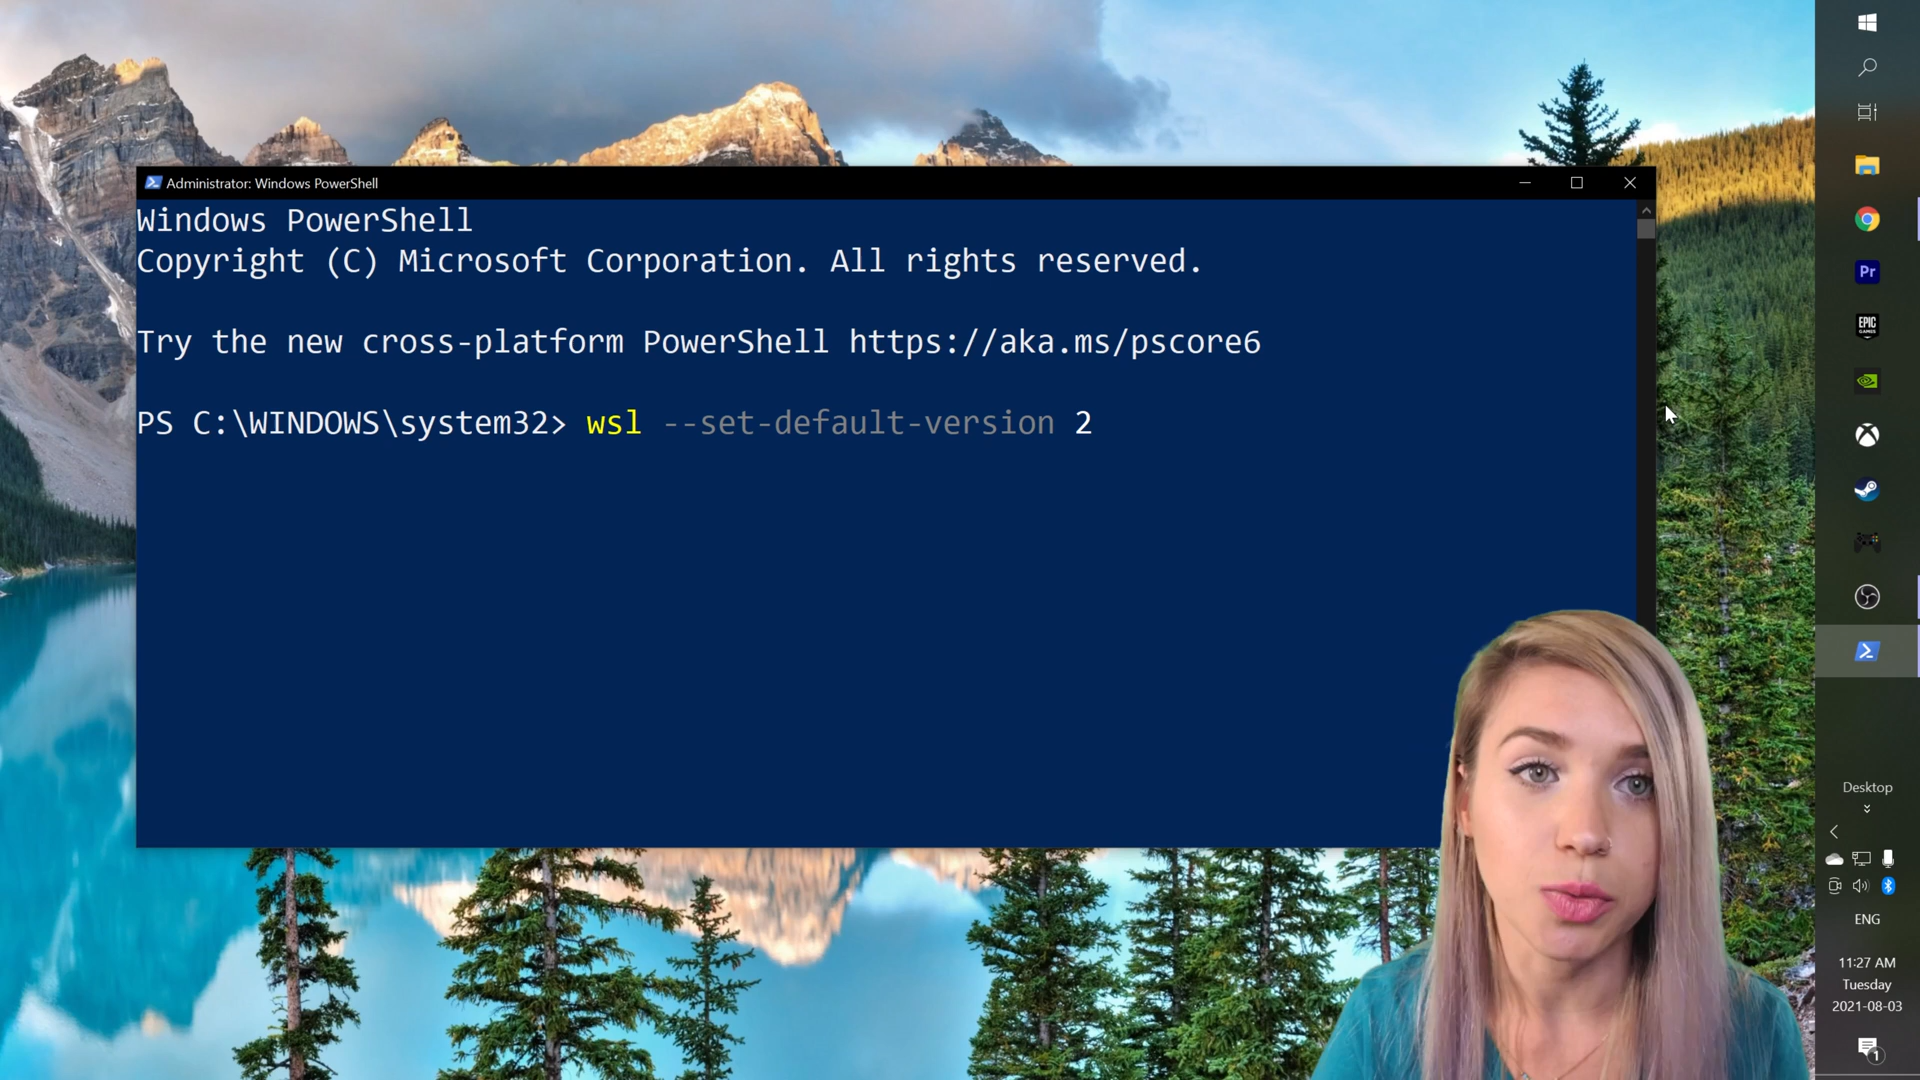 Administrator: Windows PowerShell
Windows PowerShell
Copyright (C) Microsoft Corporation. All rights reserved.
Try the new cross-platform PowerShell https://aka.ms/pscore6
PS C:\WINDOWS\system32> wsl --set-default-version 2
Pr
EPIC
GAMES
Desktop
ENG
11:27 AM
Tuesday
2021-08-03
1